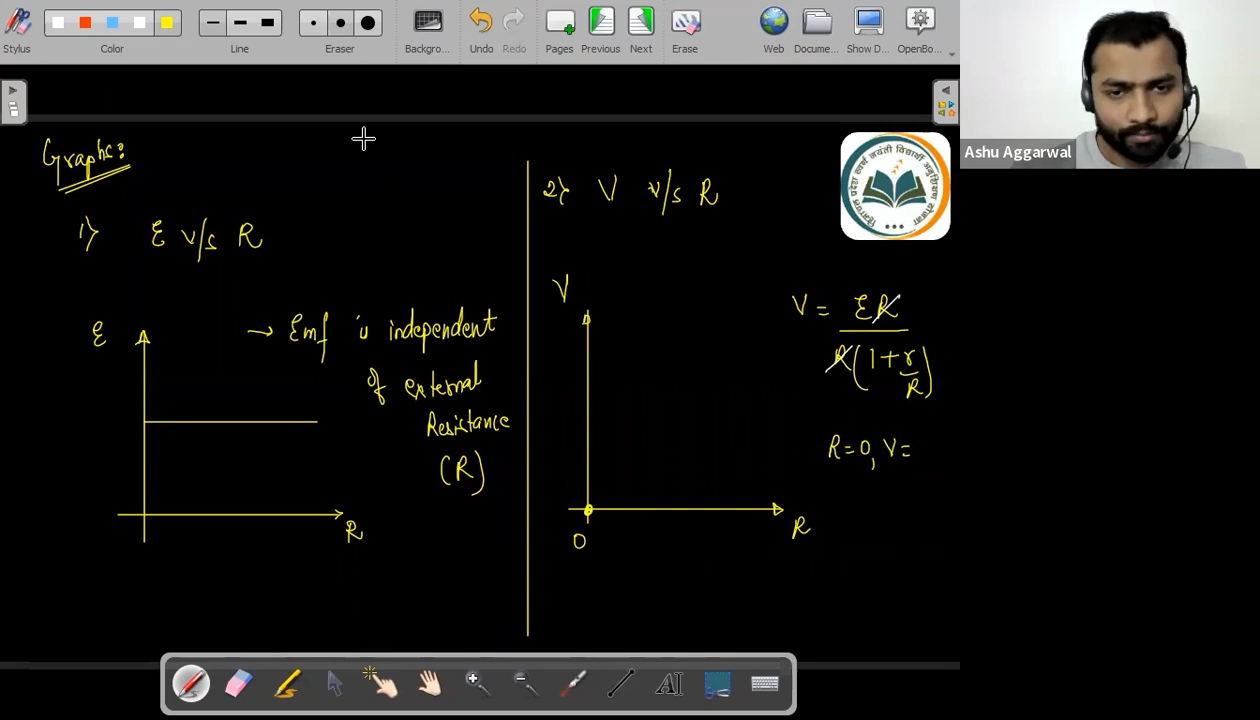 Stylus Color Line Eraser Backgro... Undo Redo Pages Previous Next Erase Web Docume... Show D... OpenBo...
Ashu Aggarwal
Graphs:
1) ε v/s R
ε
→ Emf is independent
of external
Resistance
(R)
R
2) V v/s R
V
V = εR / R(1 + r/R)
R=0, V=
0
R